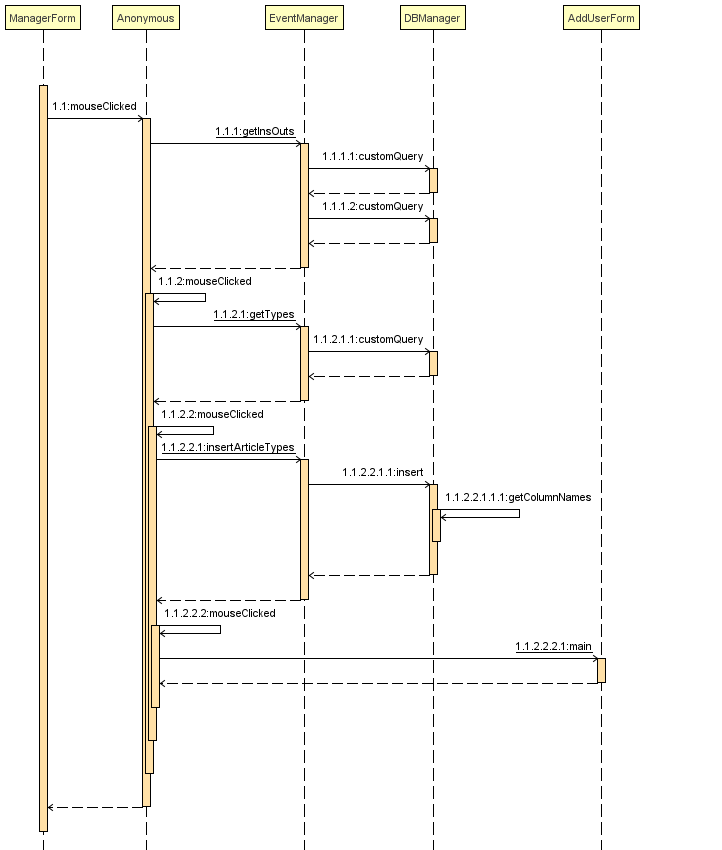 ManagerForm Anonymous EventManager DBManager AddUserForm
1.1:mouseClicked
1.1.1:getInsOuts
1.1.1.1:customQuery
1.1.1.2:customQuery
1.1.2:mouseClicked
1.1.2.1:getTypes
1.1.2.1.1:customQuery
1.1.2.2:mouseClicked
1.1.2.2.1:insertArticleTypes
1.1.2.2.1.1:insert
1.1.2.2.1.1.1:getColumnNames
1.1.2.2.2:mouseClicked
1.1.2.2.2.1:main